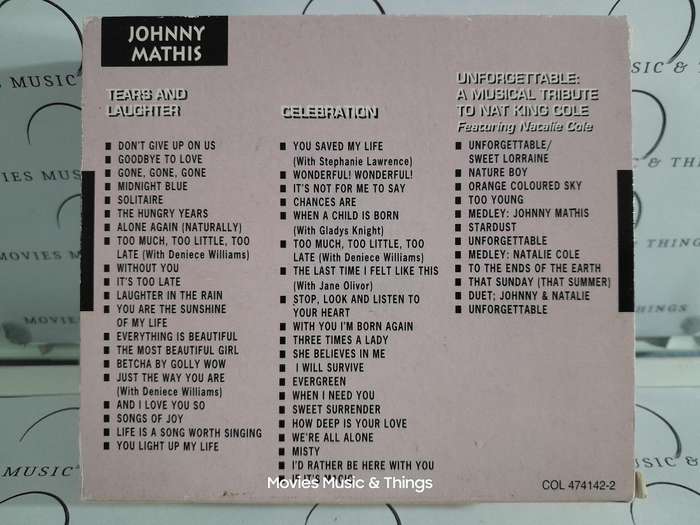 JOHNNY
MATHIS
TEARS AND
LAUGHTER
■ DON'T GIVE UP ON US
■ GOODBYE TO LOVE
■ GONE, GONE, GONE
■ MIDNIGHT BLUE
■ SOLITAIRE
■ THE HUNGRY YEARS
■ ALONE AGAIN (NATURALLY)
■ TOO MUCH, TOO LITTLE, TOO
LATE (With Deniece Williams)
■ WITHOUT YOU
■ IT'S TOO LATE
■ LAUGHTER IN THE RAIN
■ YOU ARE THE SUNSHINE
OF MY LIFE
■ EVERYTHING IS BEAUTIFUL
■ THE MOST BEAUTIFUL GIRL
■ BETCHA BY GOLLY WOW
■ JUST THE WAY YOU ARE
(With Deniece Williams)
■ AND I LOVE YOU SO
■ SONGS OF JOY
■ LIFE IS A SONG WORTH SINGING
■ YOU LIGHT UP MY LIFE
CELEBRATION
■ YOU SAVED MY LIFE
(With Stephanie Lawrence)
■ WONDERFUL! WONDERFUL!
■ IT'S NOT FOR ME TO SAY
■ CHANCES ARE
■ WHEN A CHILD IS BORN
(With Gladys Knight)
■ TOO MUCH, TOO LITTLE, TOO
LATE (With Deniece Williams)
■ THE LAST TIME I FELT LIKE THIS
(With Jane Olivor)
■ STOP, LOOK AND LISTEN TO
YOUR HEART
■ WITH YOU I'M BORN AGAIN
■ THREE TIMES A LADY
■ SHE BELIEVES IN ME
■ I WILL SURVIVE
■ EVERGREEN
■ WHEN I NEED YOU
■ SWEET SURRENDER
■ HOW DEEP IS YOUR LOVE
■ WE'RE ALL ALONE
■ MISTY
■ I'D RATHER BE HERE WITH YOU
UNFORGETTABLE:
A MUSICAL TRIBUTE
TO NAT KING COLE
Featuring Natalie Cole
■ UNFORGETTABLE/
SWEET LORRAINE
■ NATURE BOY
■ ORANGE COLOURED SKY
■ TOO YOUNG
■ MEDLEY: JOHNNY MATHIS
■ STARDUST
■ UNFORGETTABLE
■ MEDLEY: NATALIE COLE
■ TO THE ENDS OF THE EARTH
■ THAT SUNDAY (THAT SUMMER)
■ DUET; JOHNNY & NATALIE
■ UNFORGETTABLE
COL 474142-2
Movies Music & Things